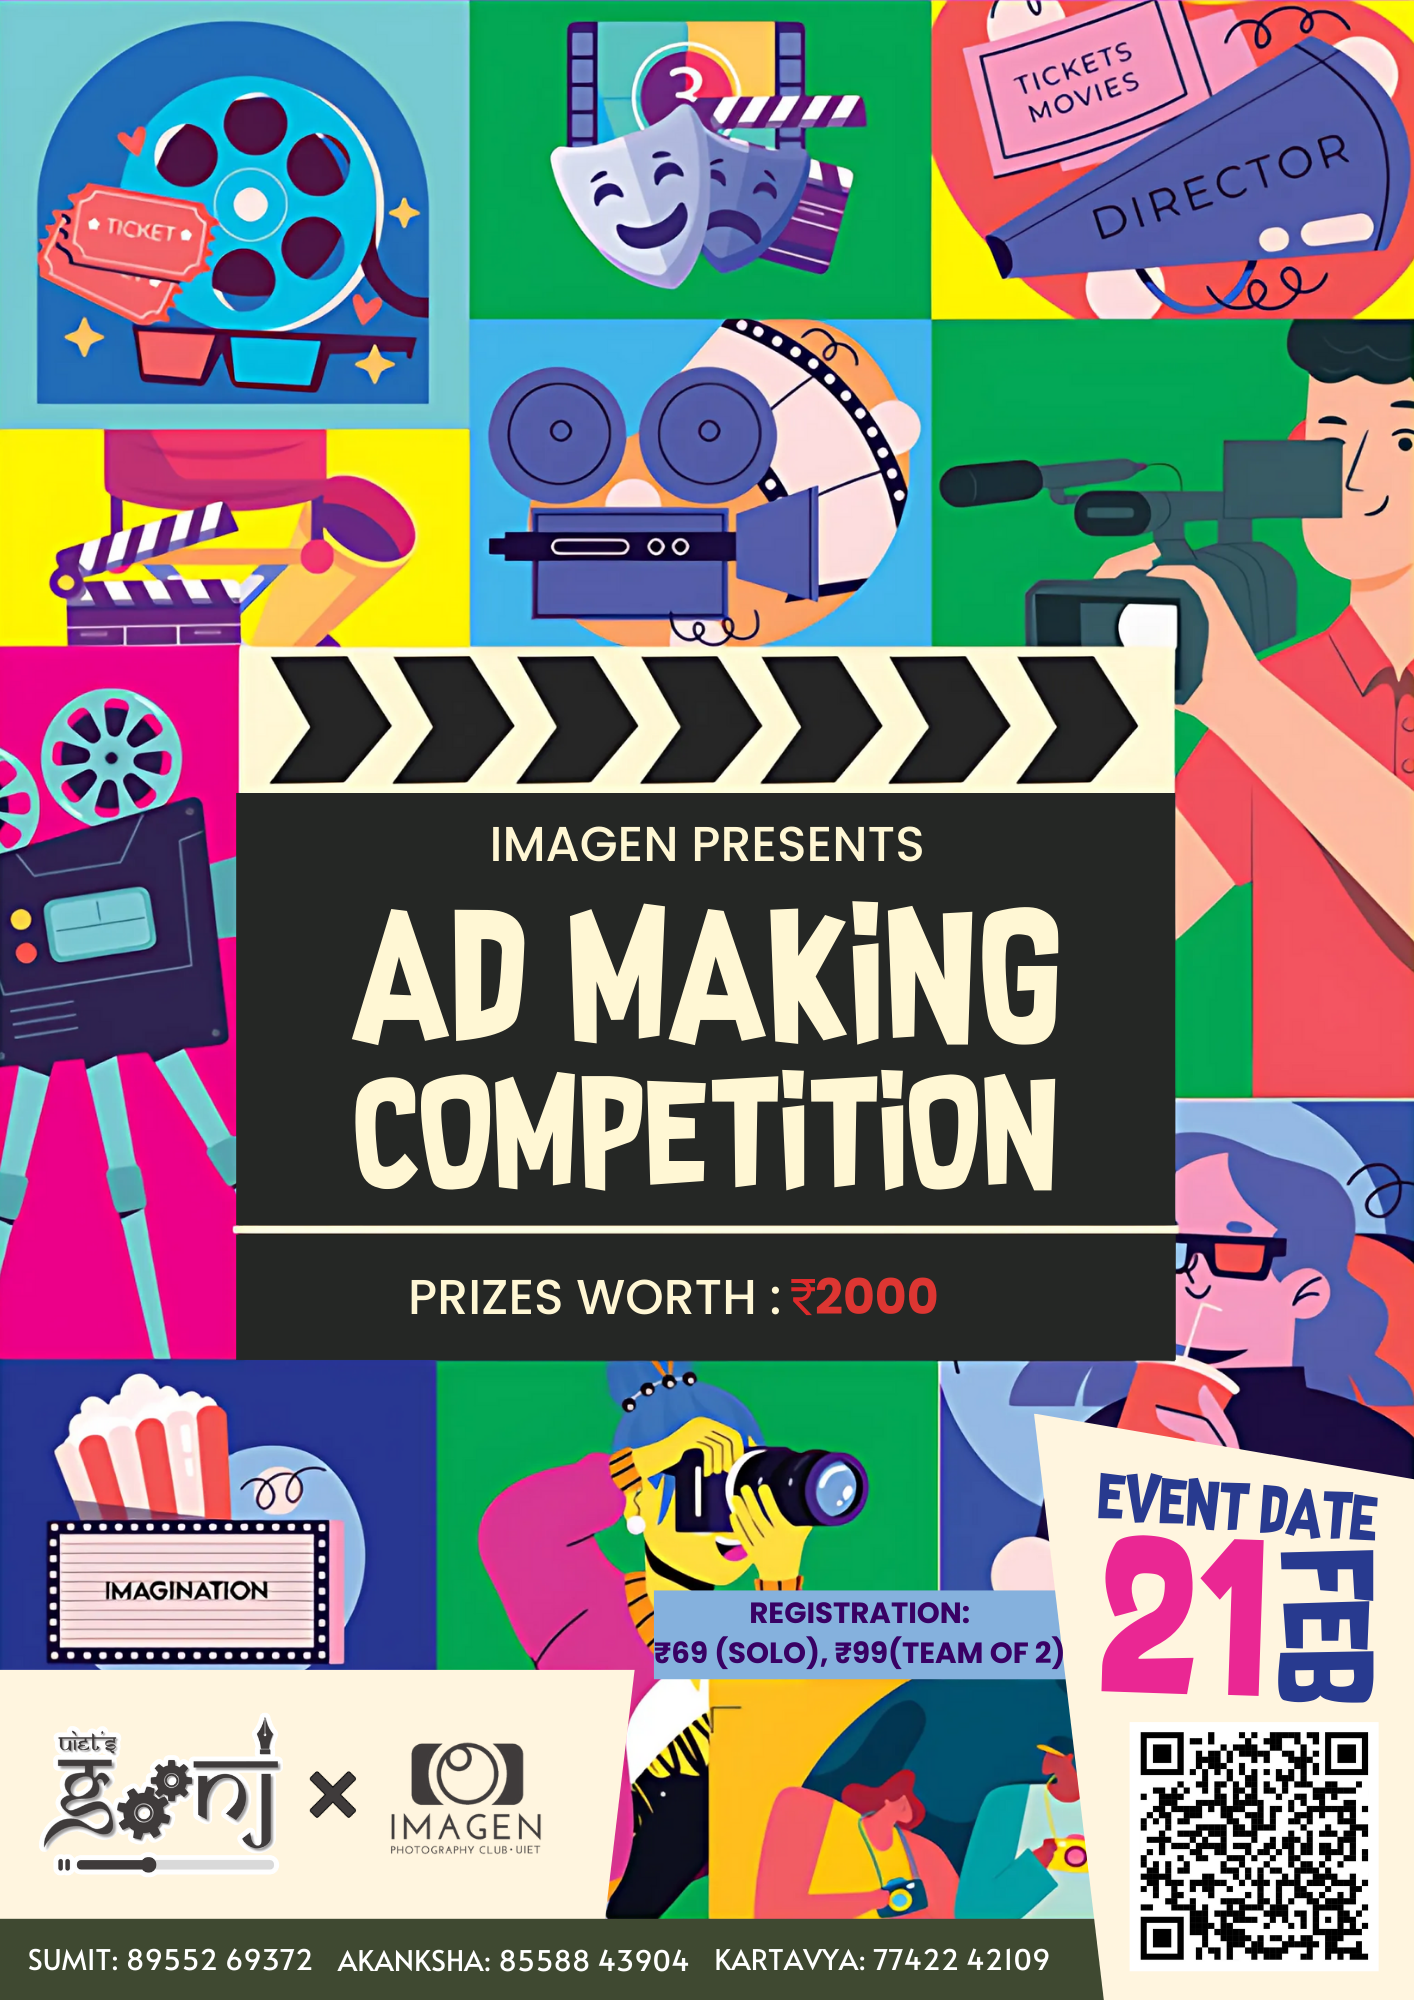 TICKET
3
TICKETS
MOVIES
DIRECTOR
IMAGEN PRESENTS
AD MAKING
COMPETITION
PRIZES WORTH : ₹2000
IMAGINATION
REGISTRATION:
₹69 (SOLO), ₹99(TEAM OF 2)
EVENT DATE
21 FEB
uiet's
goonj
IMAGEN
PHOTOGRAPHY CLUB • UIET
SUMIT: 89552 69372 AKANKSHA: 85588 43904 KARTAVYA: 77422 42109